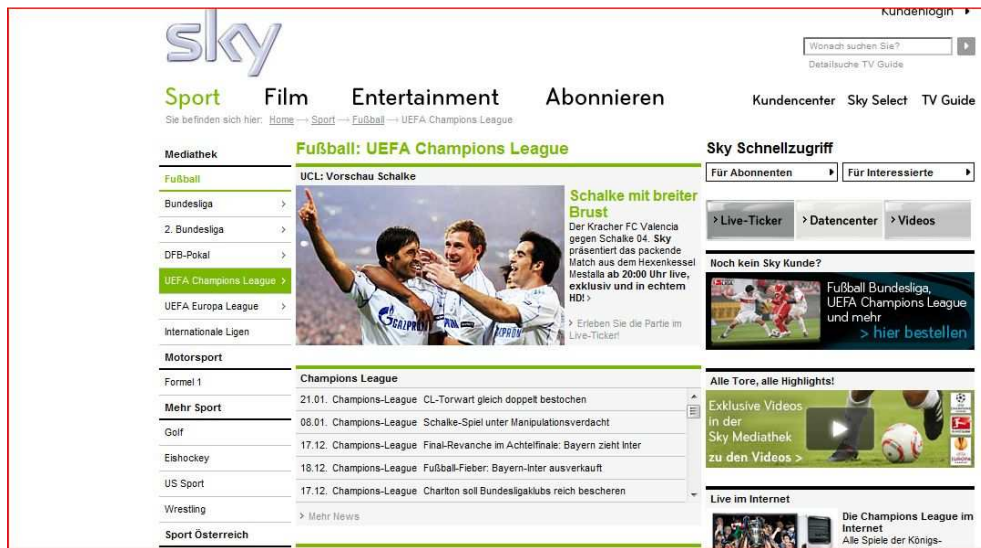 Kundenlogin
sky
Wonach suchen Sie?
Detailsuche TV Guide
Sport Film Entertainment Abonnieren
Kundencenter Sky Select TV Guide
Sie befinden sich hier: Home → Sport → Fußball → UEFA Champions League
Mediathek
Fußball
Bundesliga
2. Bundesliga
DFB-Pokal
UEFA Champions League
UEFA Europa League
Internationale Ligen
Motorsport
Formel 1
Mehr Sport
Golf
Eishockey
US Sport
Wrestling
Sport Österreich
Fußball: UEFA Champions League
UCL: Vorschau Schalke
GAZPROM
Schalke mit breiter
Brust
Der Kracher FC Valencia
gegen Schalke 04. Sky
präsentiert das packende
Match aus dem Hexenkessel
Mestalla ab 20:00 Uhr live,
exklusiv und in echtem
HD! >
> Erleben Sie die Partie im
Live-Ticker!
Champions League
21.01. Champions-League CL-Torwart gleich doppelt bestochen
08.01. Champions-League Schalke-Spiel unter Manipulationsverdacht
17.12. Champions-League Final-Revanche im Achtelfinale: Bayern zieht Inter
18.12. Champions-League Fußball-Fieber: Bayern-Inter ausverkauft
17.12. Champions-League Charlton soll Bundesligaklubs reich bescheren
> Mehr News
Sky Schnellzugriff
Für Abonnenten Für Interessierte
> Live-Ticker > Datencenter > Videos
Noch kein Sky Kunde?
Fußball Bundesliga,
UEFA Champions League
und mehr
> hier bestellen
Alle Tore, alle Highlights!
Exklusive Videos
in der
Sky Mediathek
zu den Videos >
Live im Internet
Die Champions League im
Internet
Alle Spiele der Königs-